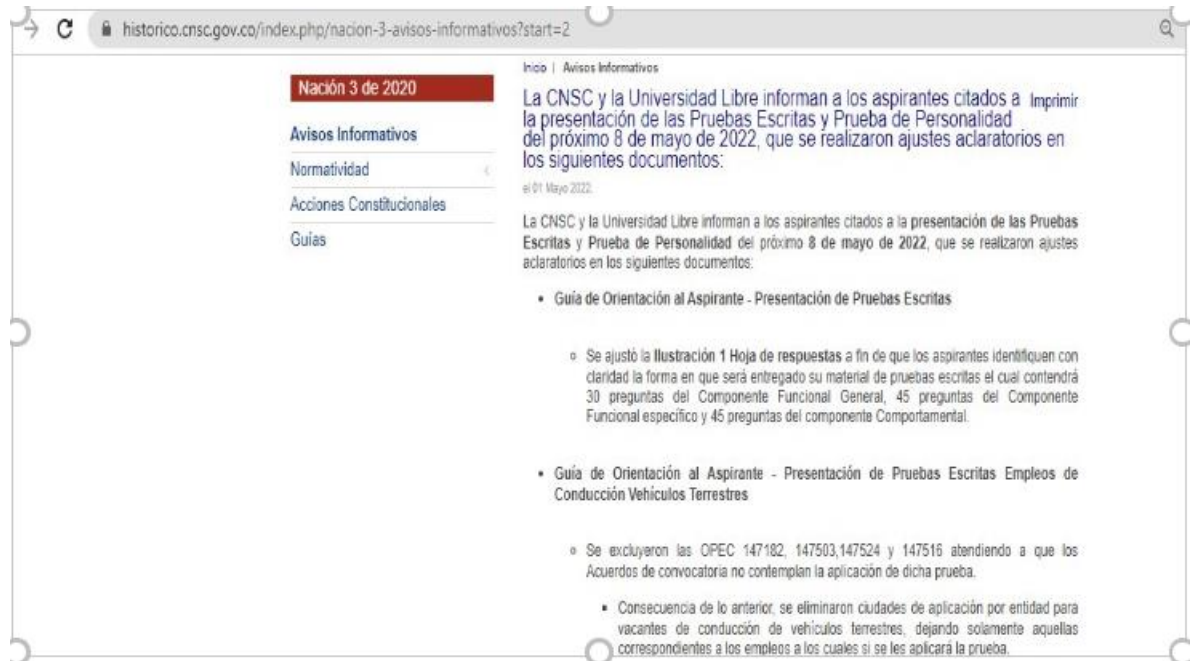 historico.cnsc.gov.co/index.php/nacion-3-avisos-informativos?start=2
Nación 3 de 2020
Avisos Informativos
Normatividad
Acciones Constitucionales
Guías
Inicio | Avisos Informativos
La CNSC y la Universidad Libre informan a los aspirantes citados a
Imprimir
la presentación de las Pruebas Escritas y Prueba de Personalidad
del próximo 8 de mayo de 2022, que se realizaron ajustes aclaratorios en
los siguientes documentos:
el 01 Mayo 2022.
La CNSC y la Universidad Libre informan a los aspirantes citados a la presentación de las Pruebas
Escritas y Prueba de Personalidad del próximo 8 de mayo de 2022, que se realizaron ajustes
aclaratorios en los siguientes documentos:
• Guía de Orientación al Aspirante - Presentación de Pruebas Escritas
o Se ajustó la Ilustración 1 Hoja de respuestas a fin de que los aspirantes identifiquen con
claridad la forma en que será entregado su material de pruebas escritas el cual contendrá
30 preguntas del Componente Funcional General, 45 preguntas del Componente
Funcional específico y 45 preguntas del componente Comportamental.
• Guía de Orientación al Aspirante - Presentación de Pruebas Escritas Empleos de
Conducción Vehículos Terrestres
o Se excluyeron las OPEC 147182, 147503,147524 y 147516 atendiendo a que los
Acuerdos de convocatoria no contemplan la aplicación de dicha prueba.
▪ Consecuencia de lo anterior, se eliminaron ciudades de aplicación por entidad para
vacantes de conducción de vehículos terrestres, dejando solamente aquellas
correspondientes a los empleos a los cuales si se les aplicará la prueba.